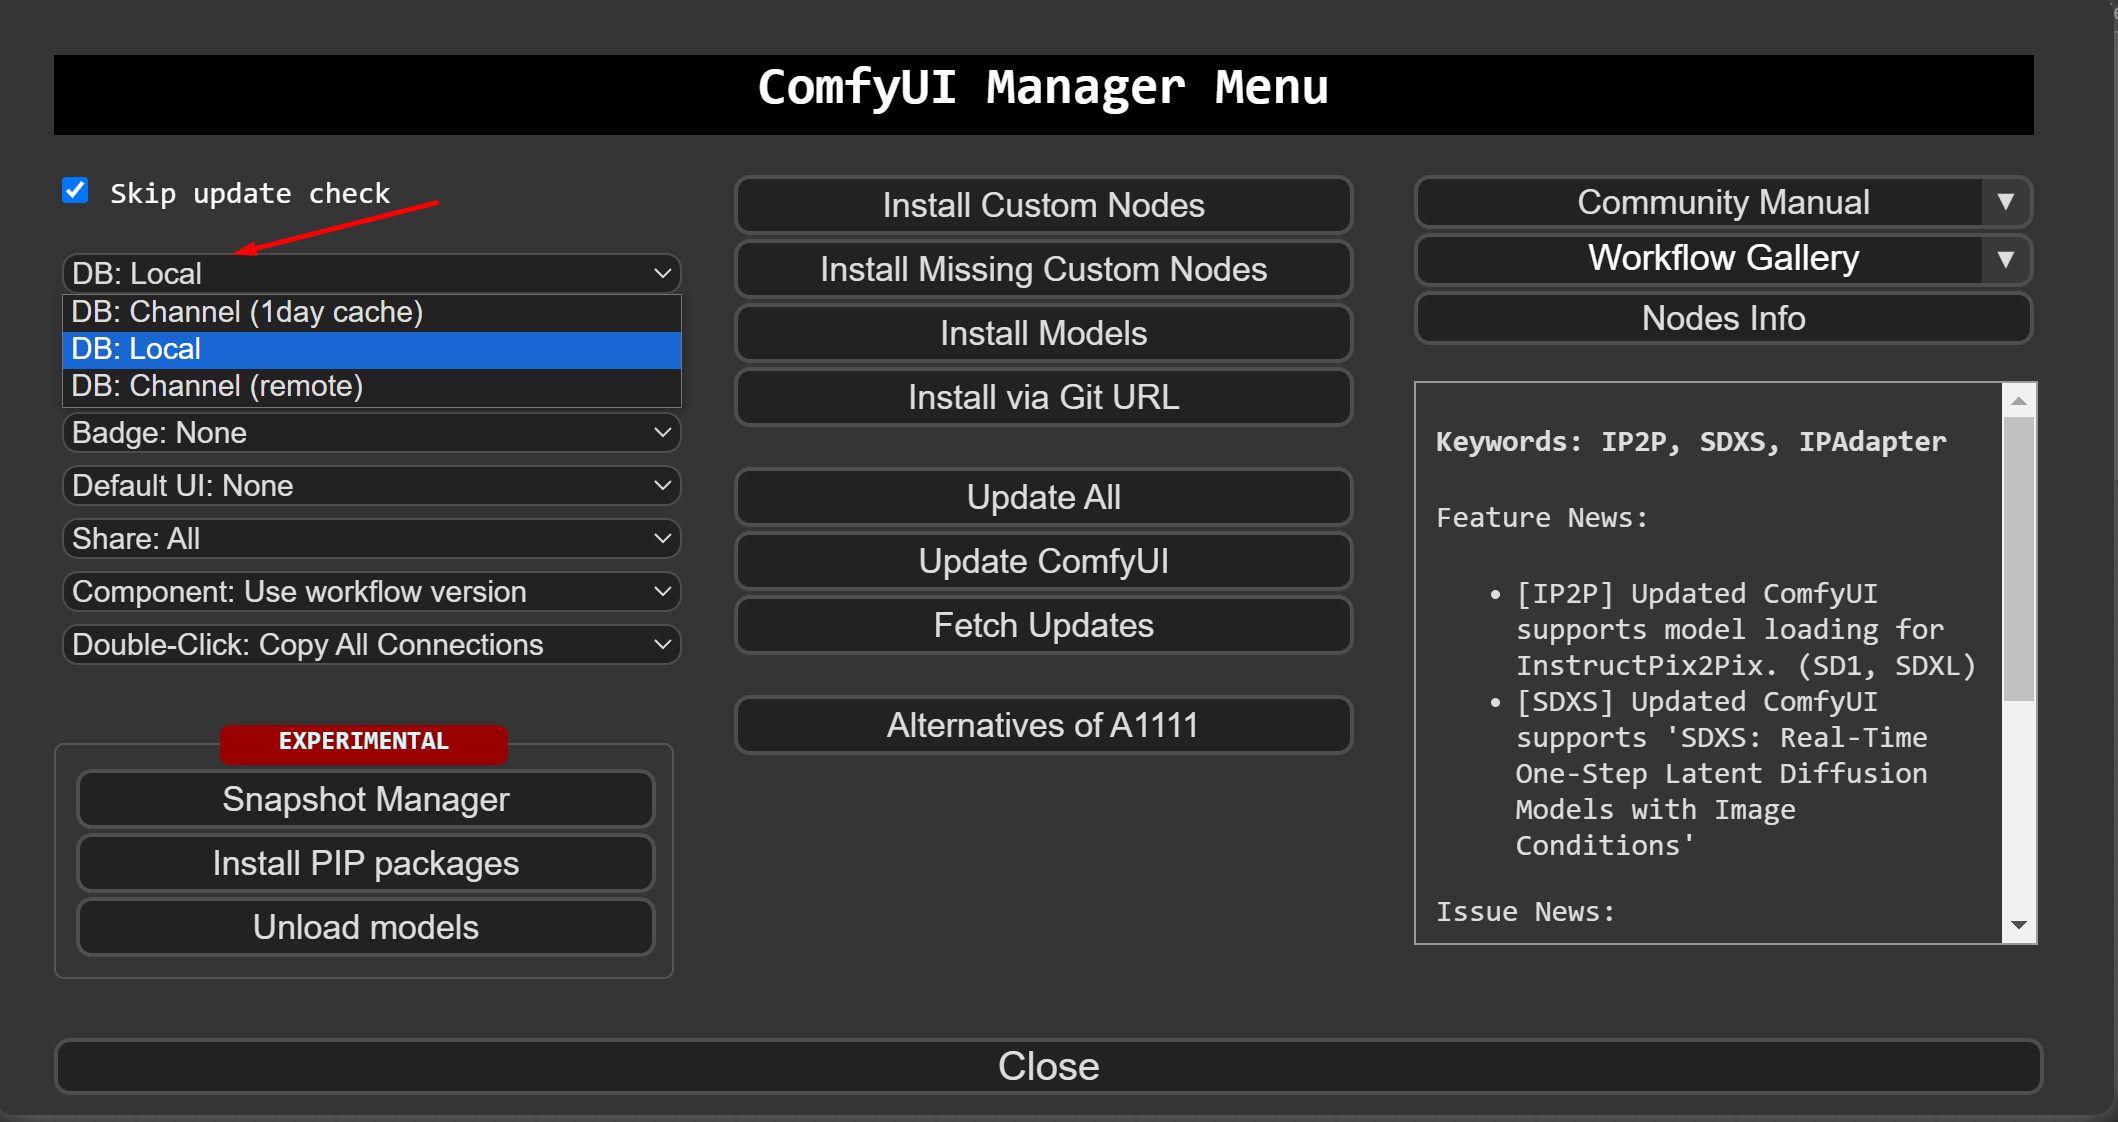 ComfyUI Manager Menu
Skip update check
DB: Local
DB: Channel (1day cache)
DB: Local
DB: Channel (remote)
Badge: None
Default UI: None
Share: All
Component: Use workflow version
Double-Click: Copy All Connections
EXPERIMENTAL
Snapshot Manager
Install PIP packages
Unload models
Install Custom Nodes
Install Missing Custom Nodes
Install Models
Install via Git URL
Update All
Update ComfyUI
Fetch Updates
Alternatives of A1111
Community Manual
Workflow Gallery
Nodes Info
Keywords: IP2P, SDXS, IPAdapter
Feature News:
• [IP2P] Updated ComfyUI
supports model loading for
InstructPix2Pix. (SD1, SDXL)
• [SDXS] Updated ComfyUI
supports 'SDXS: Real-Time
One-Step Latent Diffusion
Models with Image
Conditions'
Issue News:
Close